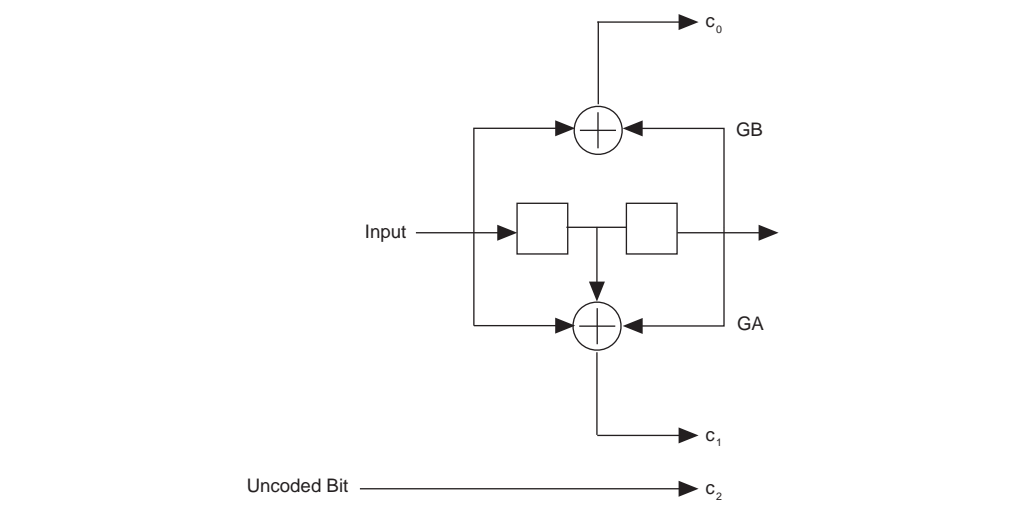 c₀
GB
Input
GA
c₁
Uncoded Bit
c₂